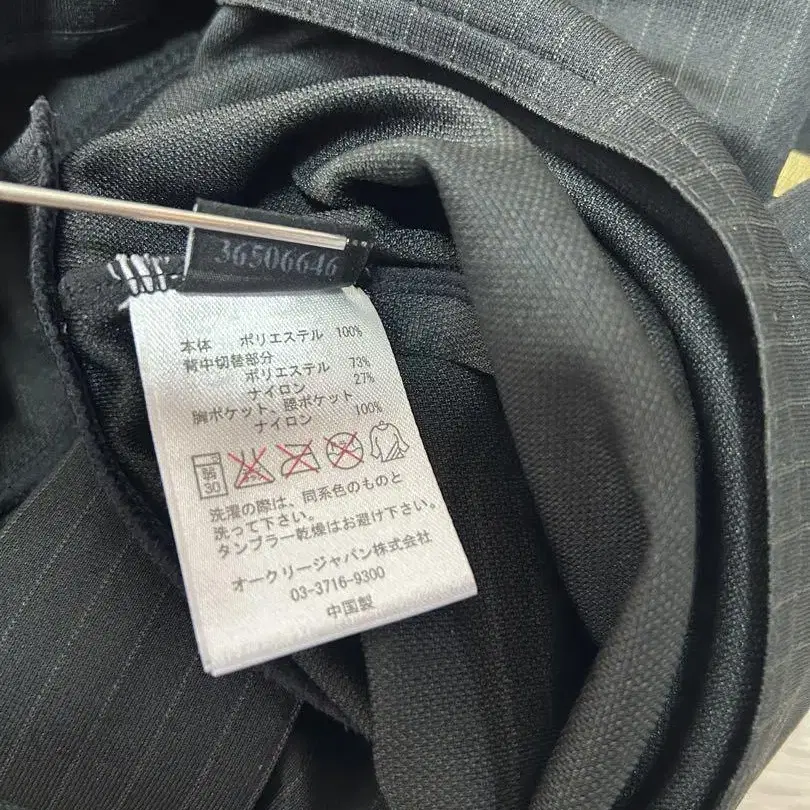 36506646
本体 ポリエステル 100%
背中切替部分
ポリエステル 73%
ナイロン 27%
胸ポケット、腰ポケット
ナイロン 100%
弱
30
洗濯の際は、同系色のものと
洗って下さい。
タンブラー乾燥はお避け下さい。
オークリージャパン株式会社
03-3716-9300
中国製